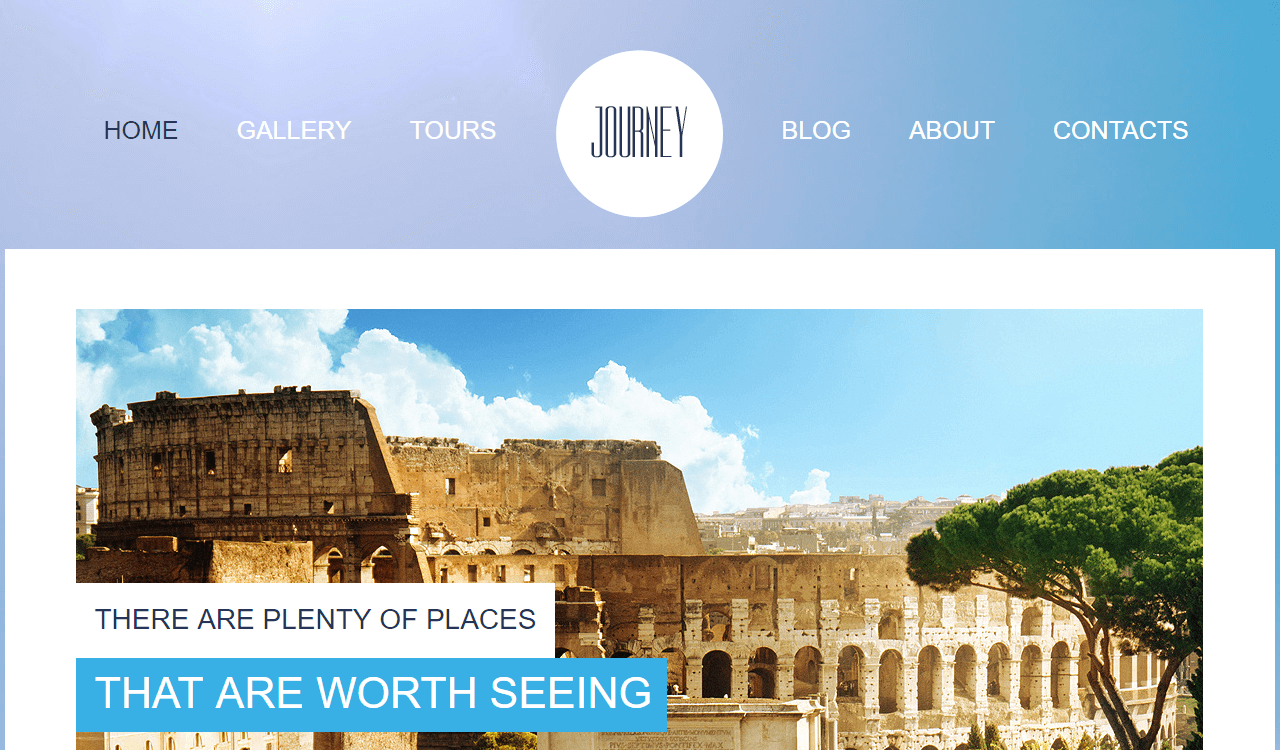 HOME GALLERY TOURS JOURNEY BLOG ABOUT CONTACTS
THERE ARE PLENTY OF PLACES
THAT ARE WORTH SEEING